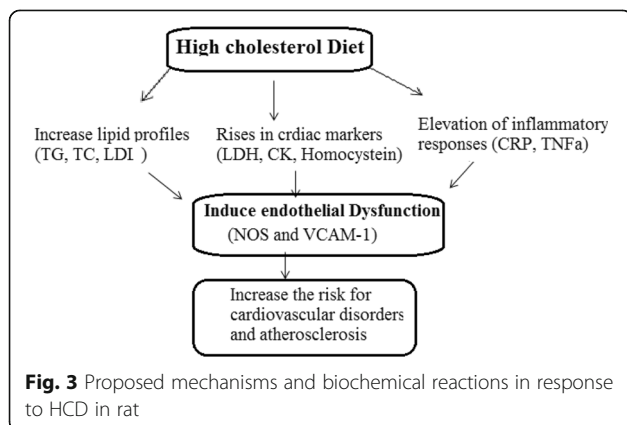 High cholesterol Diet
Increase lipid profiles
(TG, TC, LDI )
Rises in crdiac markers
(LDH, CK, Homocystein)
Elevation of inflammatory
responses (CRP, TNFa)
Induce endothelial Dysfunction
(NOS and VCAM-1)
Increase the risk for
cardiovascular disorders
and atherosclerosis
Fig. 3 Proposed mechanisms and biochemical reactions in response
to HCD in rat